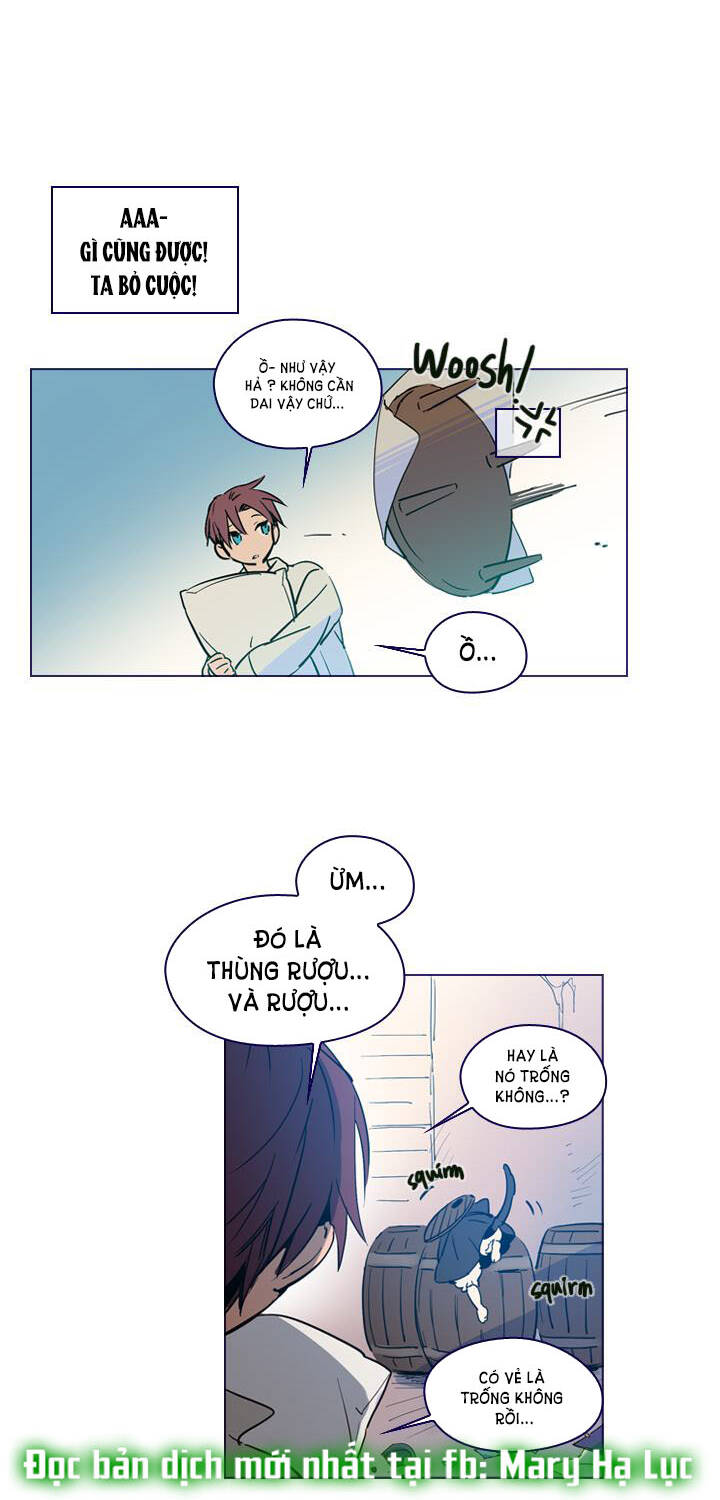 AAA-
GÌ CŨNG ĐƯỢC!
TA BỎ CUỘC!
Ồ- NHƯ VẬY
HẢ ? KHÔNG CẦN
DAI VẬY CHỨ...
Woosh!
Ồ...
ỪM...
ĐÓ LÀ
THÙNG RƯỢU...
VÀ RƯỢU...
HAY LÀ
NÓ TRỐNG
KHÔNG...?
squirm
squirm
CÓ VẺ LÀ
TRỐNG KHÔNG
RỒI...
Đọc bản dịch mới nhất tại fb: Mary Hạ Lục